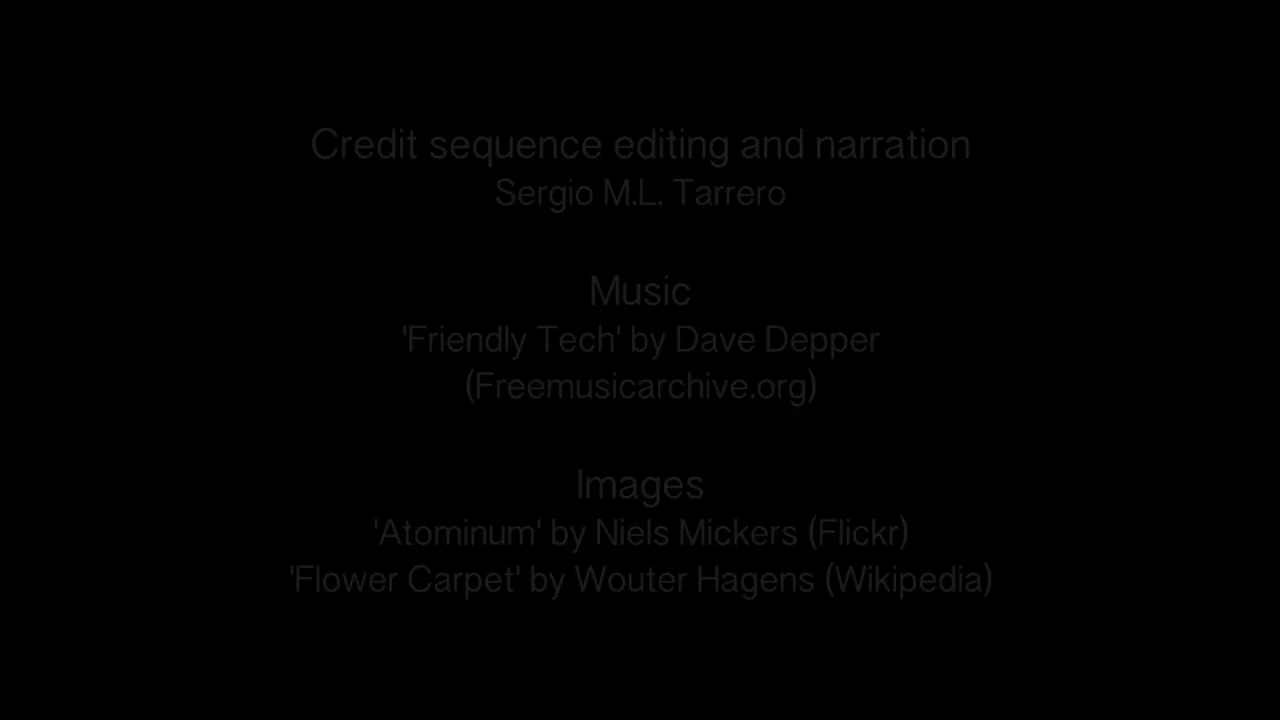 Credit sequence editing and narration
Sergio M.L. Tarrero
Music
'Friendly Tech' by Dave Depper
(Freemusicarchive.org)
Images
'Atominum' by Niels Mickers (Flickr)
'Flower Carpet' by Wouter Hagens (Wikipedia)